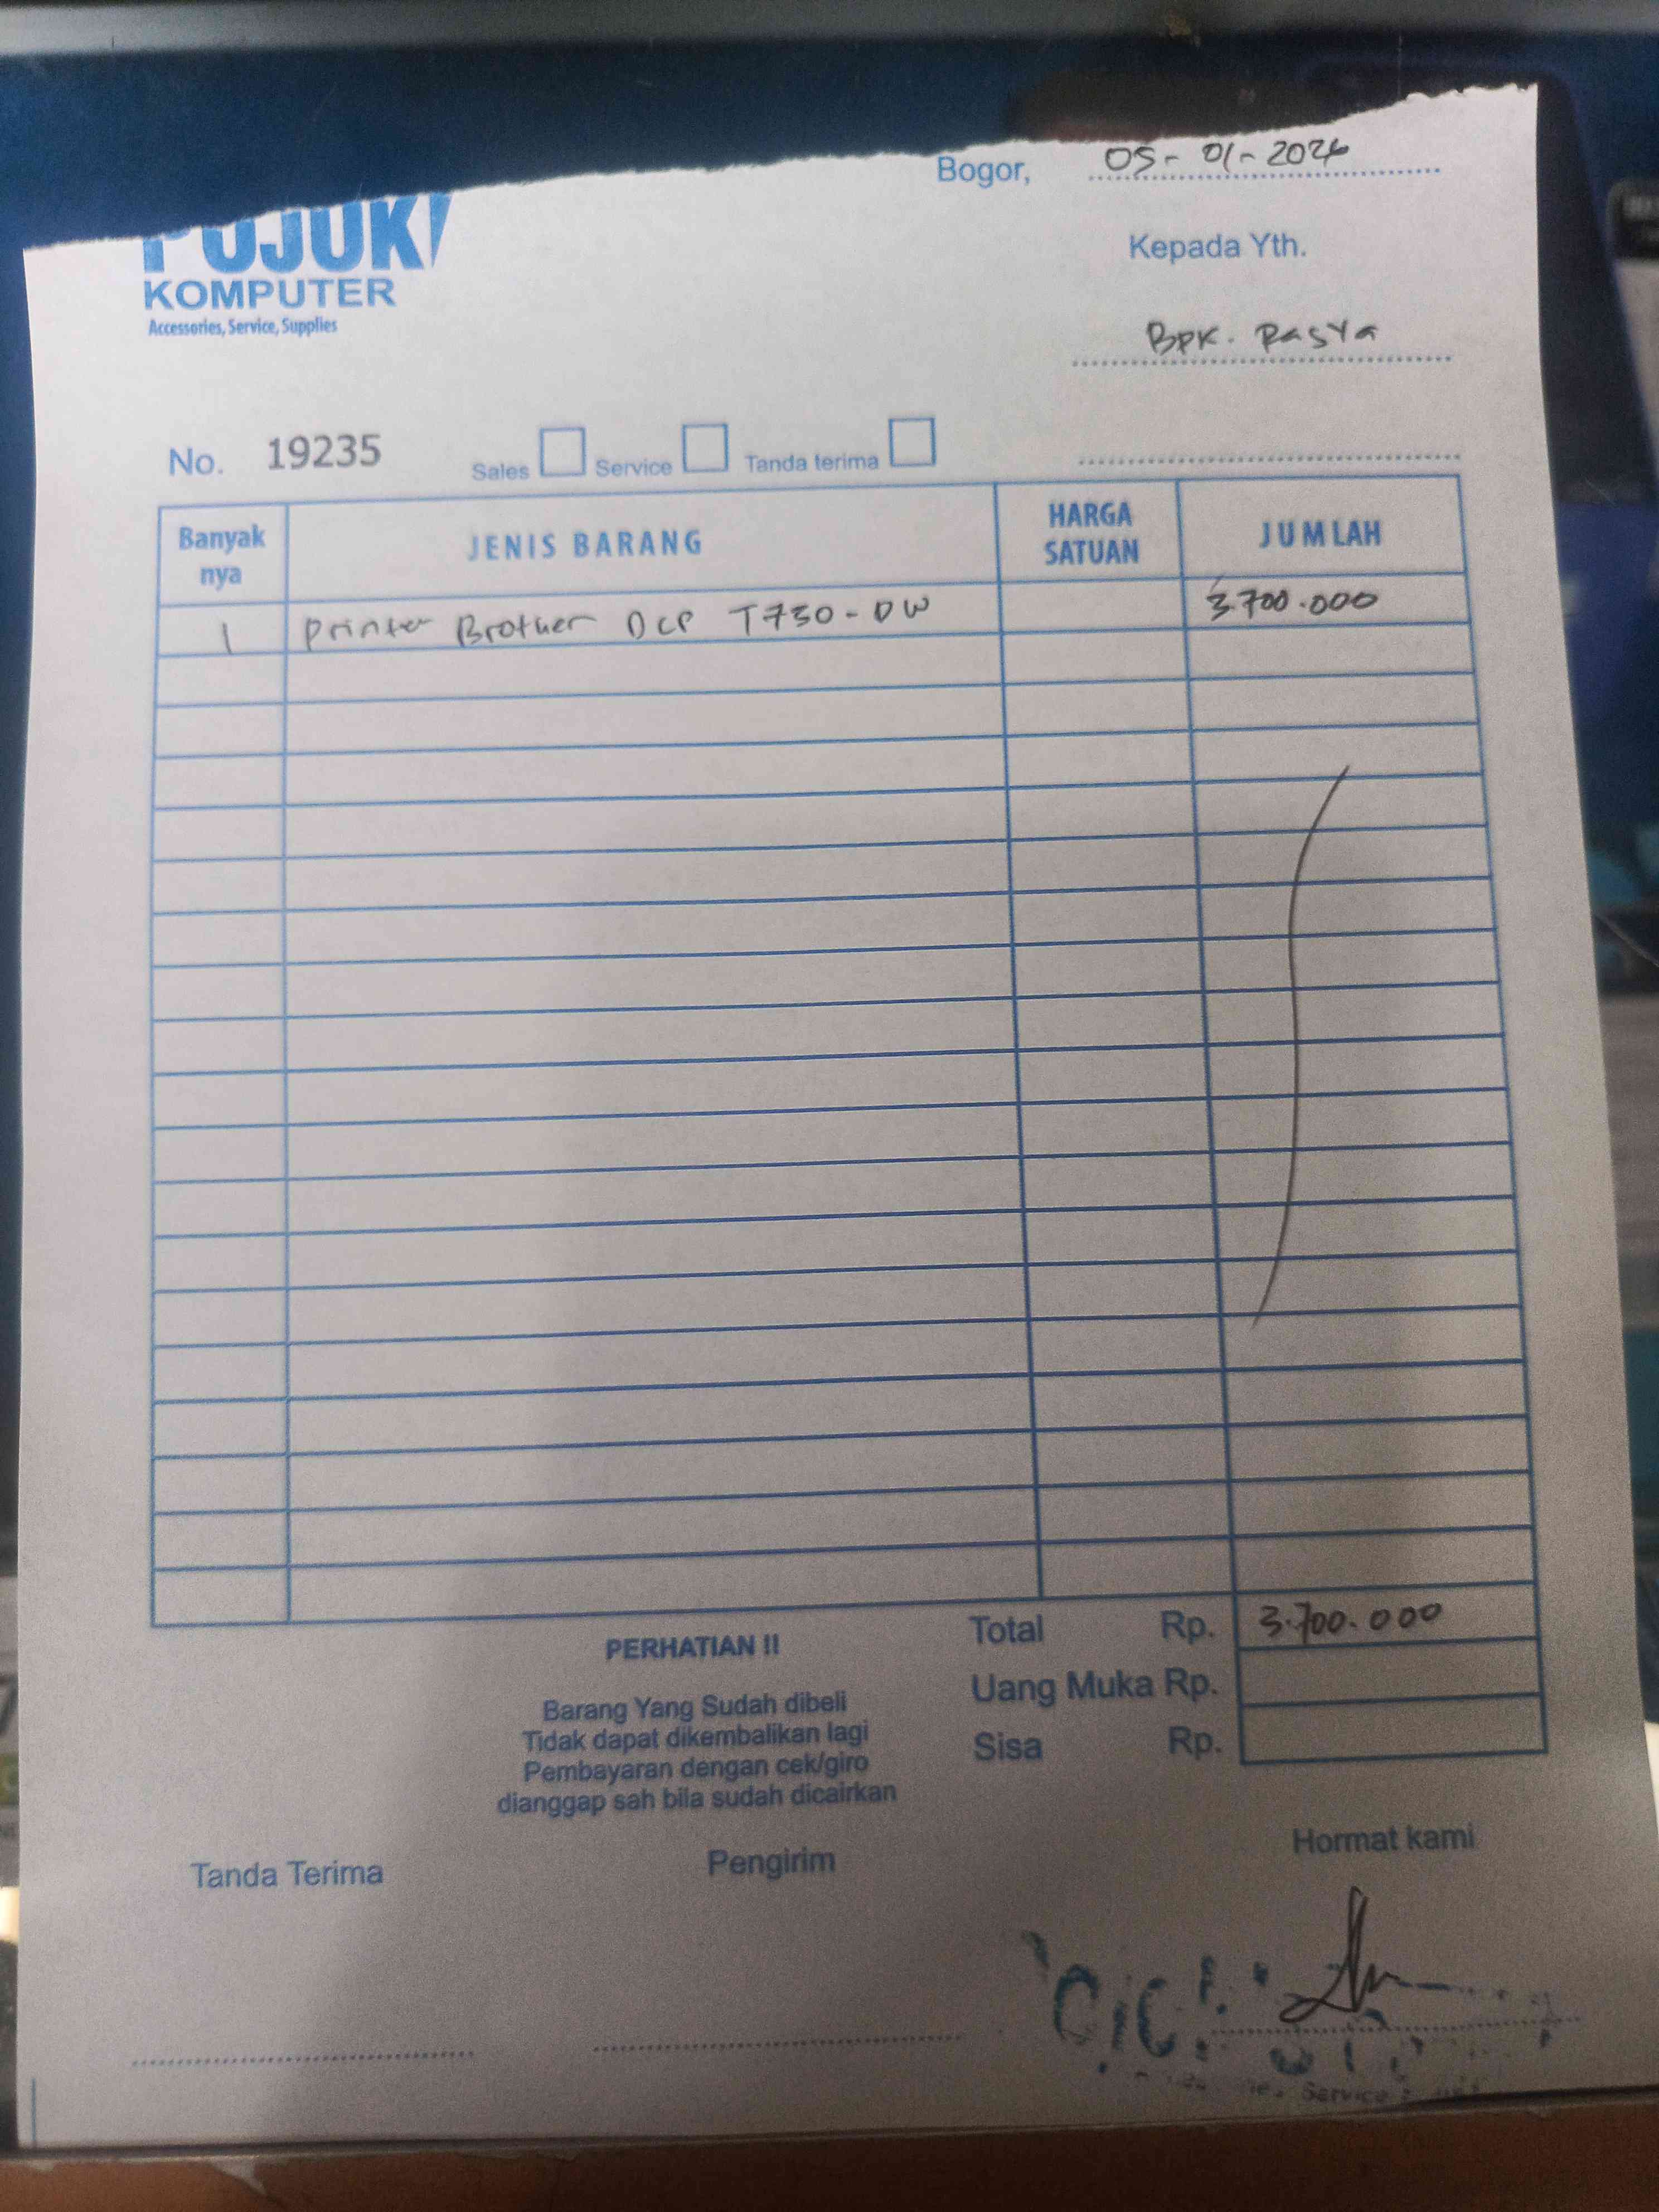 Bogor, 05-01-2026
POJOK
KOMPUTER
Accessories, Service, Supplies
Kepada Yth.
Bpk. Rasya
No. 19235 Sales Service Tanda terima
Banyak nya JENIS BARANG HARGA SATUAN JUMLAH
1 Printer Brother DCP T730-DW 3.700.000
Total Rp. 3.700.000
Uang Muka Rp.
Sisa Rp.
PERHATIAN !!
Barang Yang Sudah dibeli
Tidak dapat dikembalikan lagi
Pembayaran dengan cek/giro
dianggap sah bila sudah dicairkan
Tanda Terima Pengirim Hormat kami
Service